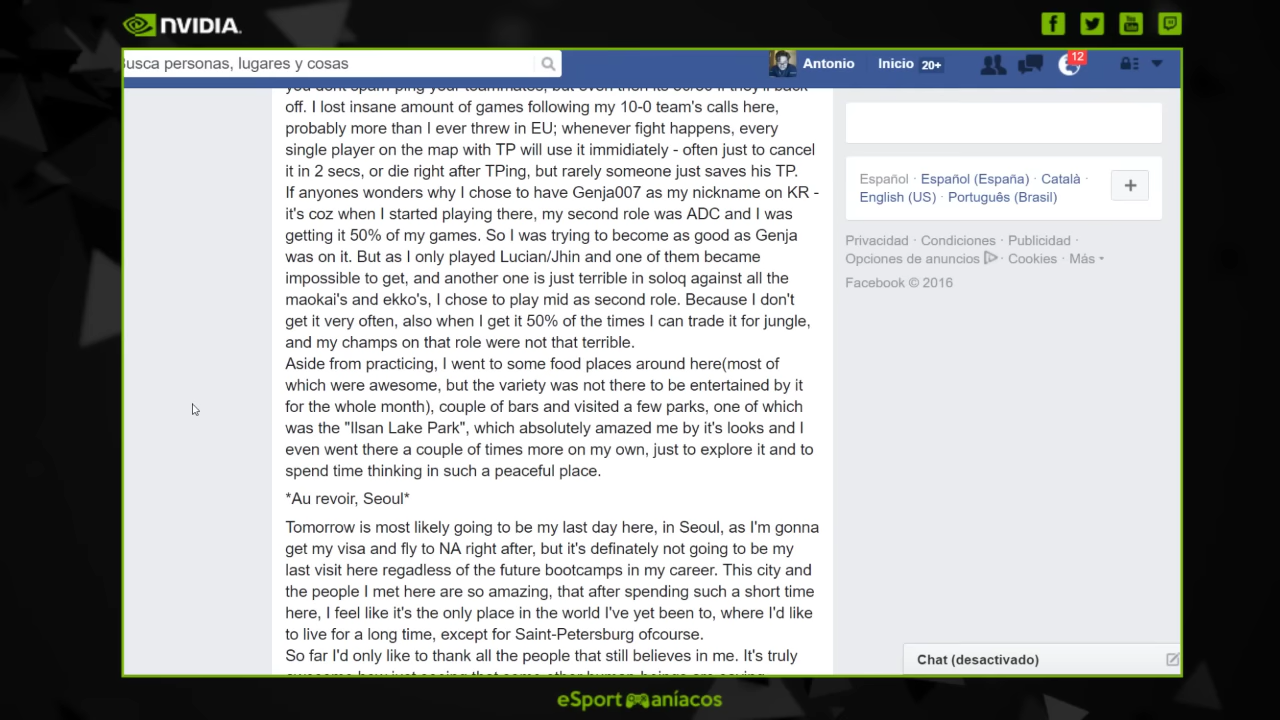 NVIDIA.
Busca personas, lugares y cosas
Antonio
Inicio 20+
12
you dont spam ping your teammates, but even then its 50/50 if they'll back
off. I lost insane amount of games following my 10-0 team's calls here,
probably more than I ever threw in EU; whenever fight happens, every
single player on the map with TP will use it immidiately - often just to cancel
it in 2 secs, or die right after TPing, but rarely someone just saves his TP.
If anyones wonders why I chose to have Genja007 as my nickname on KR -
it's coz when I started playing there, my second role was ADC and I was
getting it 50% of my games. So I was trying to become as good as Genja
was on it. But as I only played Lucian/Jhin and one of them became
impossible to get, and another one is just terrible in soloq against all the
maokai's and ekko's, I chose to play mid as second role. Because I don't
get it very often, also when I get it 50% of the times I can trade it for jungle,
and my champs on that role were not that terrible.
Aside from practicing, I went to some food places around here(most of
which were awesome, but the variety was not there to be entertained by it
for the whole month), couple of bars and visited a few parks, one of which
was the "Ilsan Lake Park", which absolutely amazed me by it's looks and I
even went there a couple of times more on my own, just to explore it and to
spend time thinking in such a peaceful place.
*Au revoir, Seoul*
Tomorrow is most likely going to be my last day here, in Seoul, as I'm gonna
get my visa and fly to NA right after, but it's definately not going to be my
last visit here regadless of the future bootcamps in my career. This city and
the people I met here are so amazing, that after spending such a short time
here, I feel like it's the only place in the world I've yet been to, where I'd like
to live for a long time, except for Saint-Petersburg ofcourse.
So far I'd only like to thank all the people that still believes in me. It's truly
Español · Español (España) · Català ·
English (US) · Português (Brasil)
Privacidad · Condiciones · Publicidad ·
Opciones de anuncios · Cookies · Más
Facebook © 2016
Chat (desactivado)
eSportmaníacos